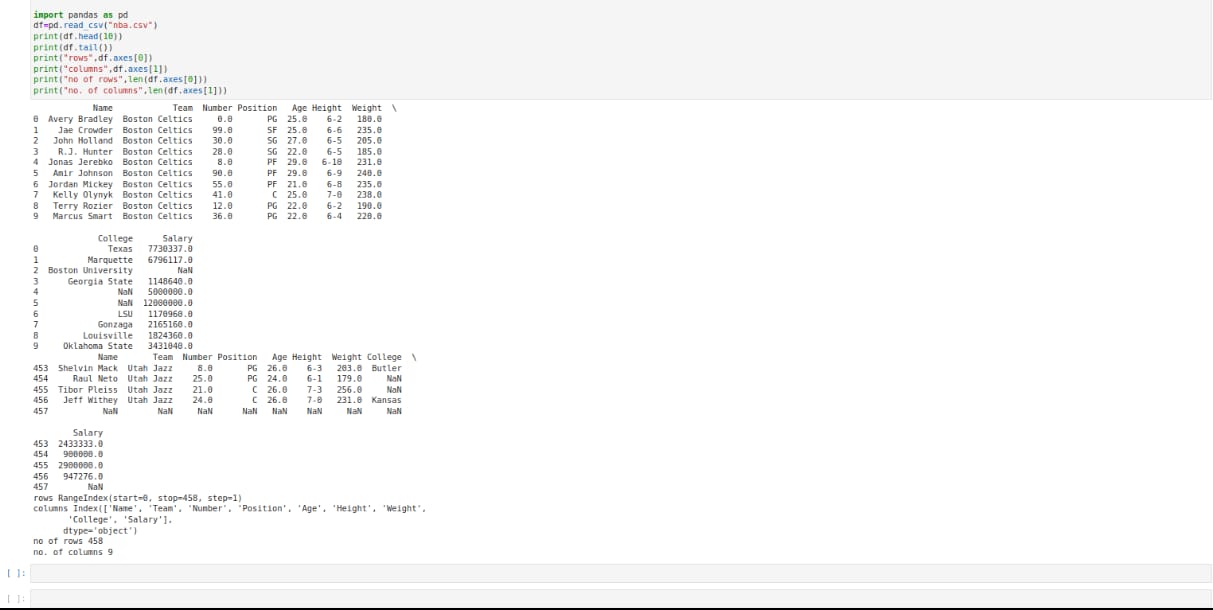 import pandas as pd
df=pd.read_csv("nba.csv")
print(df.head(10))
print(df.tail())
print("rows",df.axes[0])
print("columns",df.axes[1])
print("no of rows",len(df.axes[0]))
print("no. of columns",len(df.axes[1]))
            Name            Team  Number Position   Age Height  Weight  \
0  Avery Bradley  Boston Celtics     0.0       PG  25.0    6-2   180.0
1    Jae Crowder  Boston Celtics    99.0       SF  25.0    6-6   235.0
2   John Holland  Boston Celtics    30.0       SG  27.0    6-5   205.0
3    R.J. Hunter  Boston Celtics    28.0       SG  22.0    6-5   185.0
4  Jonas Jerebko  Boston Celtics     8.0       PF  29.0   6-10   231.0
5   Amir Johnson  Boston Celtics    90.0       PF  29.0    6-9   240.0
6  Jordan Mickey  Boston Celtics    55.0       PF  21.0    6-8   235.0
7   Kelly Olynyk  Boston Celtics    41.0        C  25.0    7-0   238.0
8   Terry Rozier  Boston Celtics    12.0       PG  22.0    6-2   190.0
9   Marcus Smart  Boston Celtics    36.0       PG  22.0    6-4   220.0
             College      Salary
0              Texas   7730337.0
1          Marquette   6796117.0
2  Boston University         NaN
3      Georgia State   1148640.0
4                NaN   5000000.0
5                NaN  12000000.0
6                LSU   1170960.0
7            Gonzaga   2165160.0
8         Louisville   1824360.0
9     Oklahoma State   3431040.0
             Name       Team  Number Position   Age Height  Weight College  \
453  Shelvin Mack  Utah Jazz     8.0       PG  26.0    6-3   203.0  Butler
454     Raul Neto  Utah Jazz    25.0       PG  24.0    6-1   179.0     NaN
455  Tibor Pleiss  Utah Jazz    21.0        C  26.0    7-3   256.0     NaN
456   Jeff Withey  Utah Jazz    24.0        C  26.0    7-0   231.0  Kansas
457           NaN        NaN     NaN      NaN   NaN    NaN     NaN     NaN
        Salary
453  2433333.0
454   900000.0
455  2900000.0
456   947276.0
457        NaN
rows RangeIndex(start=0, stop=458, step=1)
columns Index(['Name', 'Team', 'Number', 'Position', 'Age', 'Height', 'Weight',
       'College', 'Salary'],
      dtype='object')
no of rows 458
no. of columns 9
[ ]:
[ ]: